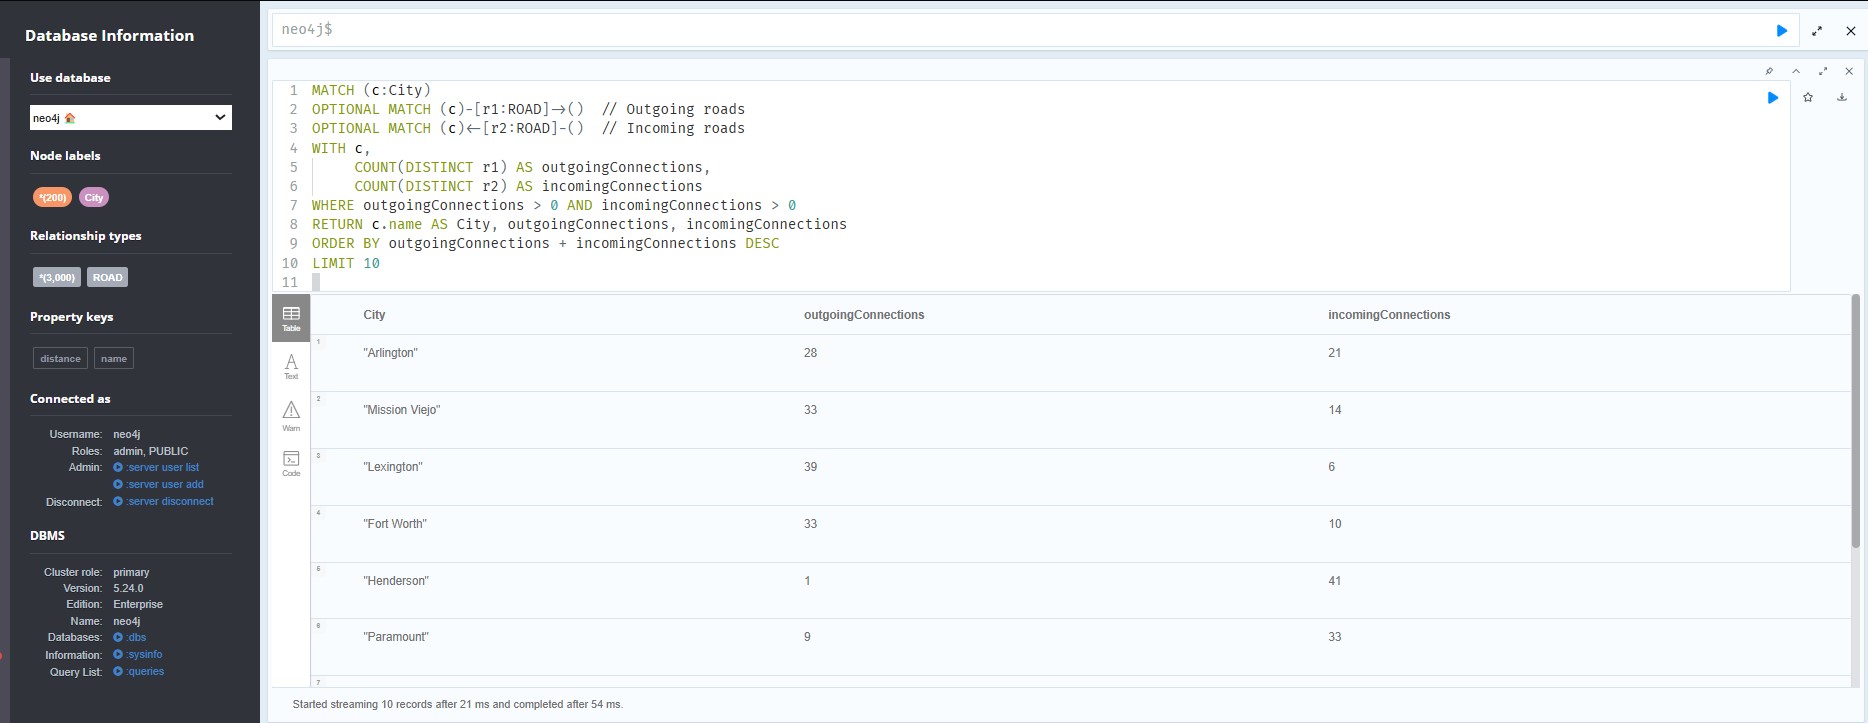 Database Information
Use database
neo4j
Node labels
*(200) City
Relationship types
*(3,000) ROAD
Property keys
distance name
Connected as
Username: neo4j
Roles: admin, PUBLIC
Admin: :server user list
:server user add
Disconnect: :server disconnect
DBMS
Cluster role: primary
Version: 5.24.0
Edition: Enterprise
Name: neo4j
Databases: :dbs
Information: :sysinfo
Query List: :queries
neo4j$
1 MATCH (c:City)
2 OPTIONAL MATCH (c)-[r1:ROAD]->() // Outgoing roads
3 OPTIONAL MATCH (c)<-[r2:ROAD]-() // Incoming roads
4 WITH c,
5 COUNT(DISTINCT r1) AS outgoingConnections,
6 COUNT(DISTINCT r2) AS incomingConnections
7 WHERE outgoingConnections > 0 AND incomingConnections > 0
8 RETURN c.name AS City, outgoingConnections, incomingConnections
9 ORDER BY outgoingConnections + incomingConnections DESC
10 LIMIT 10
11
Table
Text
Warn
Code
City outgoingConnections incomingConnections
1 "Arlington" 28 21
2 "Mission Viejo" 33 14
3 "Lexington" 39 6
4 "Fort Worth" 33 10
5 "Henderson" 1 41
6 "Paramount" 9 33
7
Started streaming 10 records after 21 ms and completed after 54 ms.